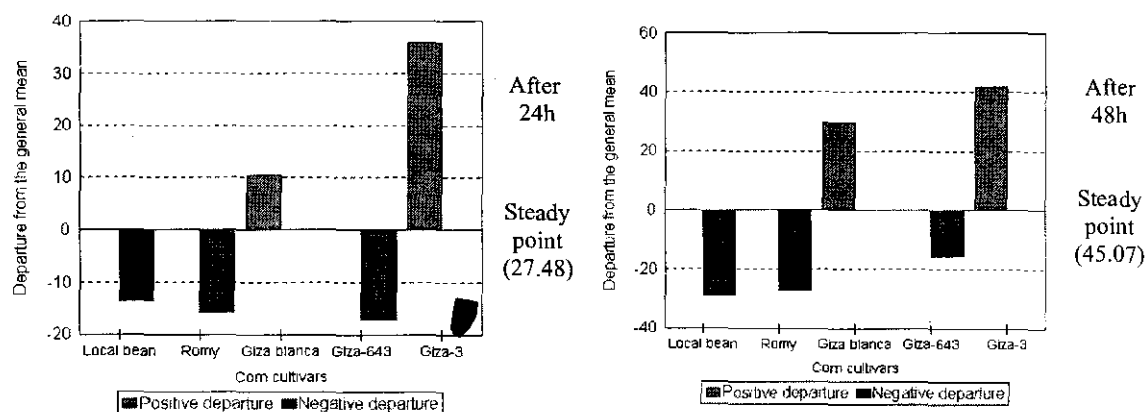 40
30
20
10
0
-10
-20
Departure from the general mean
Local bean Romy Giza blanca Giza-643 Giza-3
Corn cultivars
Positive departure Negative departure
After
24h
Steady
point
(27.48)
60
40
20
0
-20
-40
Departure from the general mean
Local bean Romy Giza blanca Giza-643 Giza-3
Corn cultivars
Positive departure Negative departure
After
48h
Steady
point
(45.07)